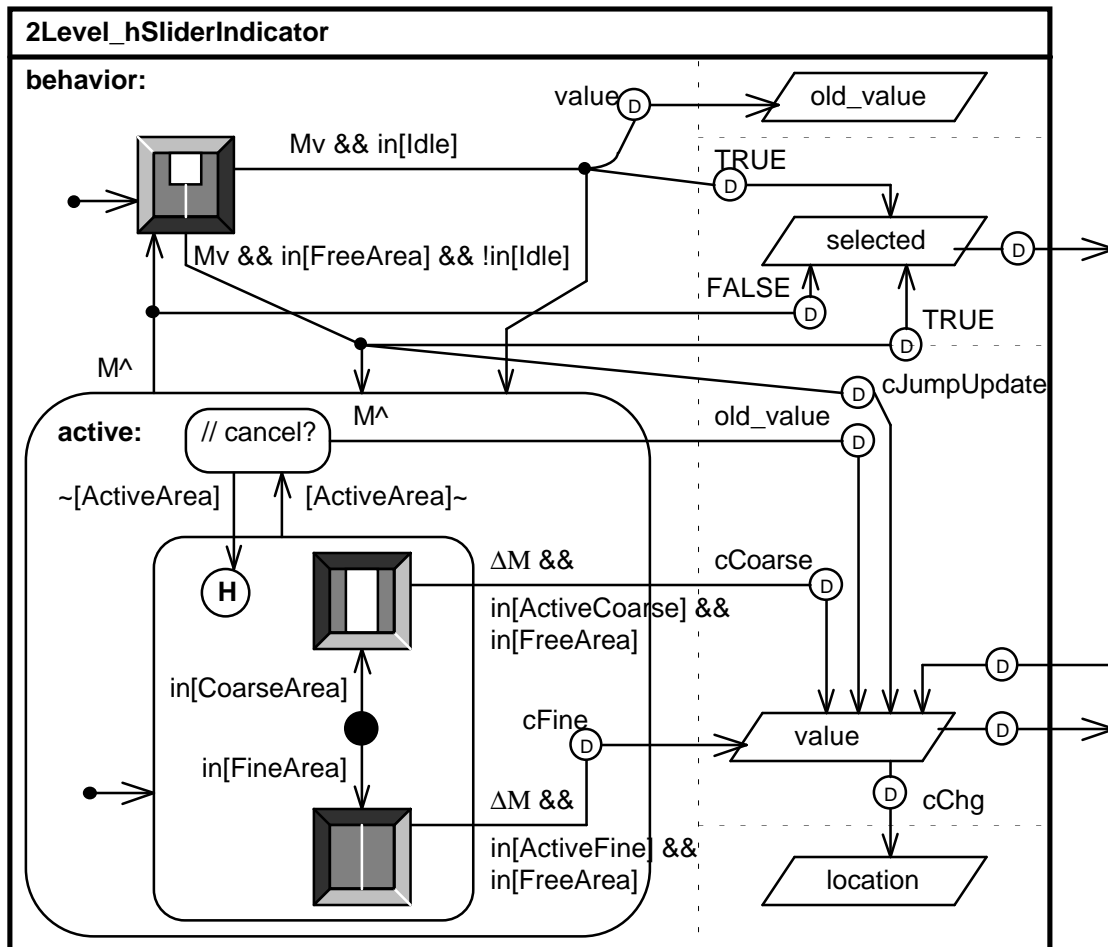 2Level_hSliderIndicator
behavior:
value
D
old_value
Mv && in[Idle]
TRUE
D
selected
D
Mv && in[FreeArea] && !in[Idle]
FALSE
D
TRUE
D
M^
cJumpUpdate
D
M^
old_value
D
active:
// cancel?
~[ActiveArea]
[ActiveArea]~
H
ΔM &&
cCoarse
D
in[ActiveCoarse] &&
in[FreeArea]
D
in[CoarseArea]
cFine
D
value
D
in[FineArea]
ΔM &&
D
cChg
in[ActiveFine] &&
in[FreeArea]
location